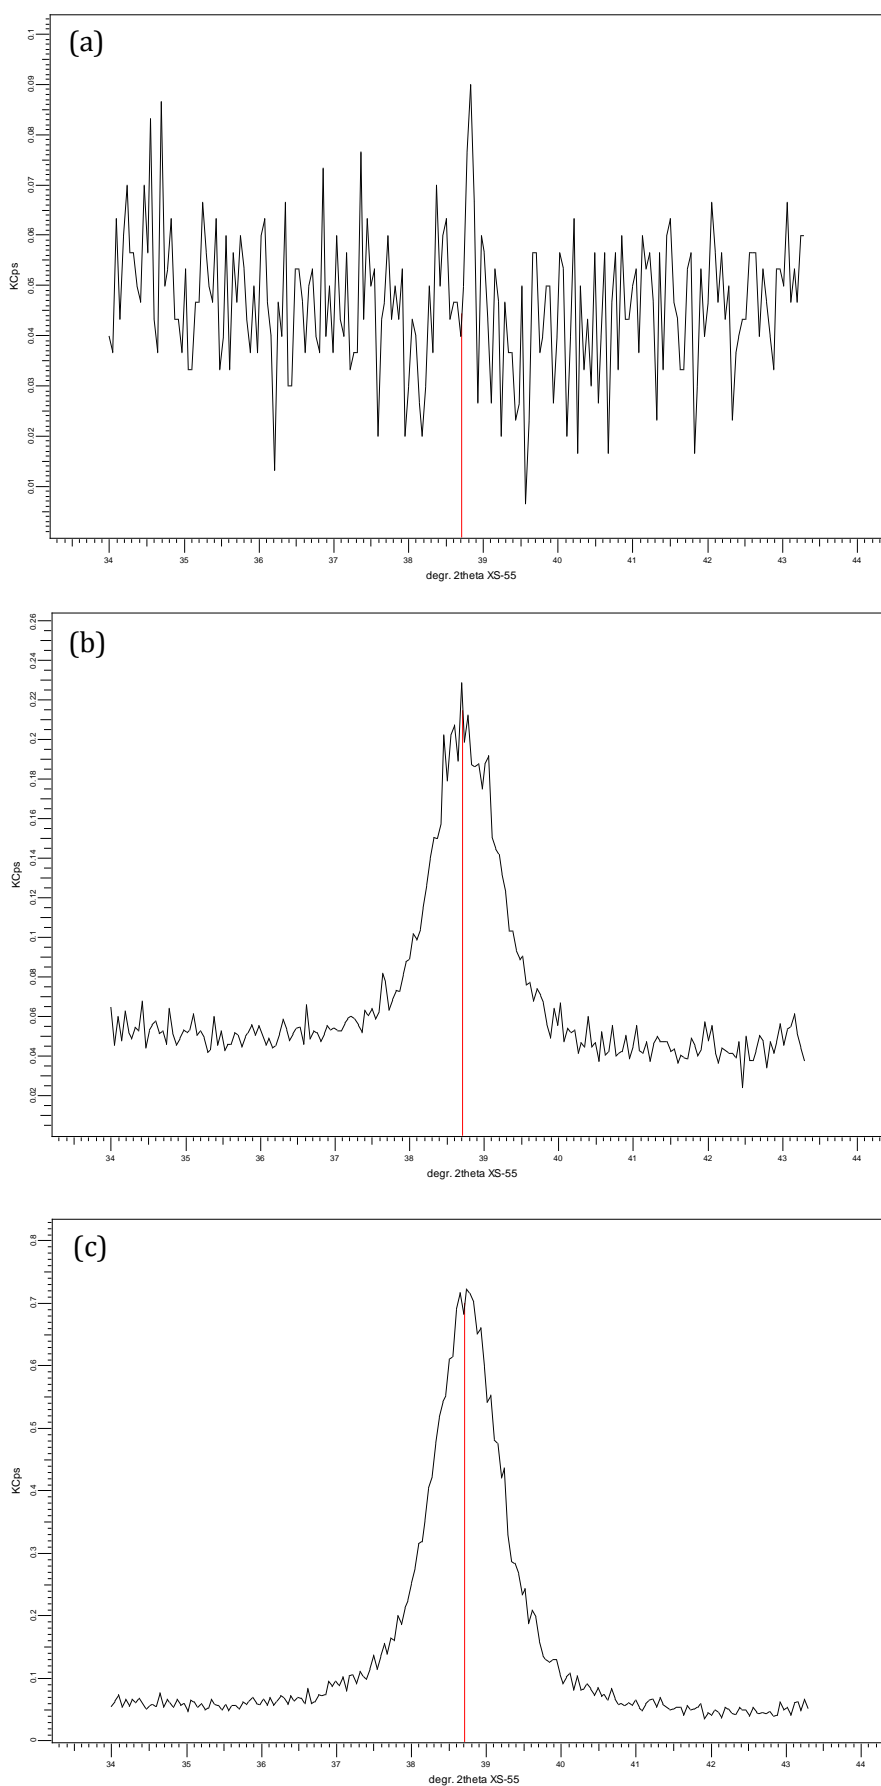 (a)
0.1
0.09
0.08
0.07
0.06
0.05
0.04
0.03
0.02
0.01
KCps
34 35 36 37 38 39 40 41 42 43 44
degr. 2theta XS-55
(b)
0.26
0.24
0.22
0.2
0.18
0.16
0.14
0.12
0.1
0.08
0.06
0.04
0.02
KCps
34 35 36 37 38 39 40 41 42 43 44
degr. 2theta XS-55
(c)
0.8
0.7
0.6
0.5
0.4
0.3
0.2
0.1
0
KCps
34 35 36 37 38 39 40 41 42 43 44
degr. 2theta XS-55